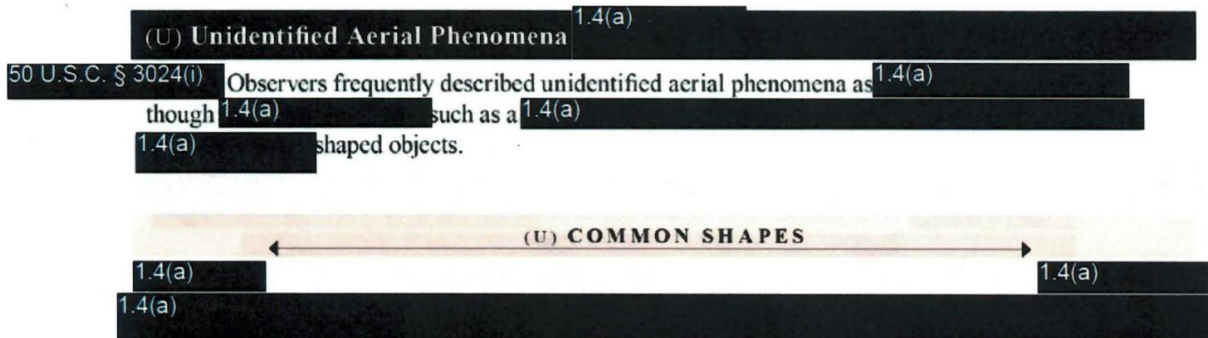 1.4(a)
(U) Unidentified Aerial Phenomena
50 U.S.C. § 3024(i) Observers frequently described unidentified aerial phenomena as 1.4(a)
though 1.4(a) such as a 1.4(a)
1.4(a) shaped objects.
(U) COMMON SHAPES
1.4(a) 1.4(a)
1.4(a)